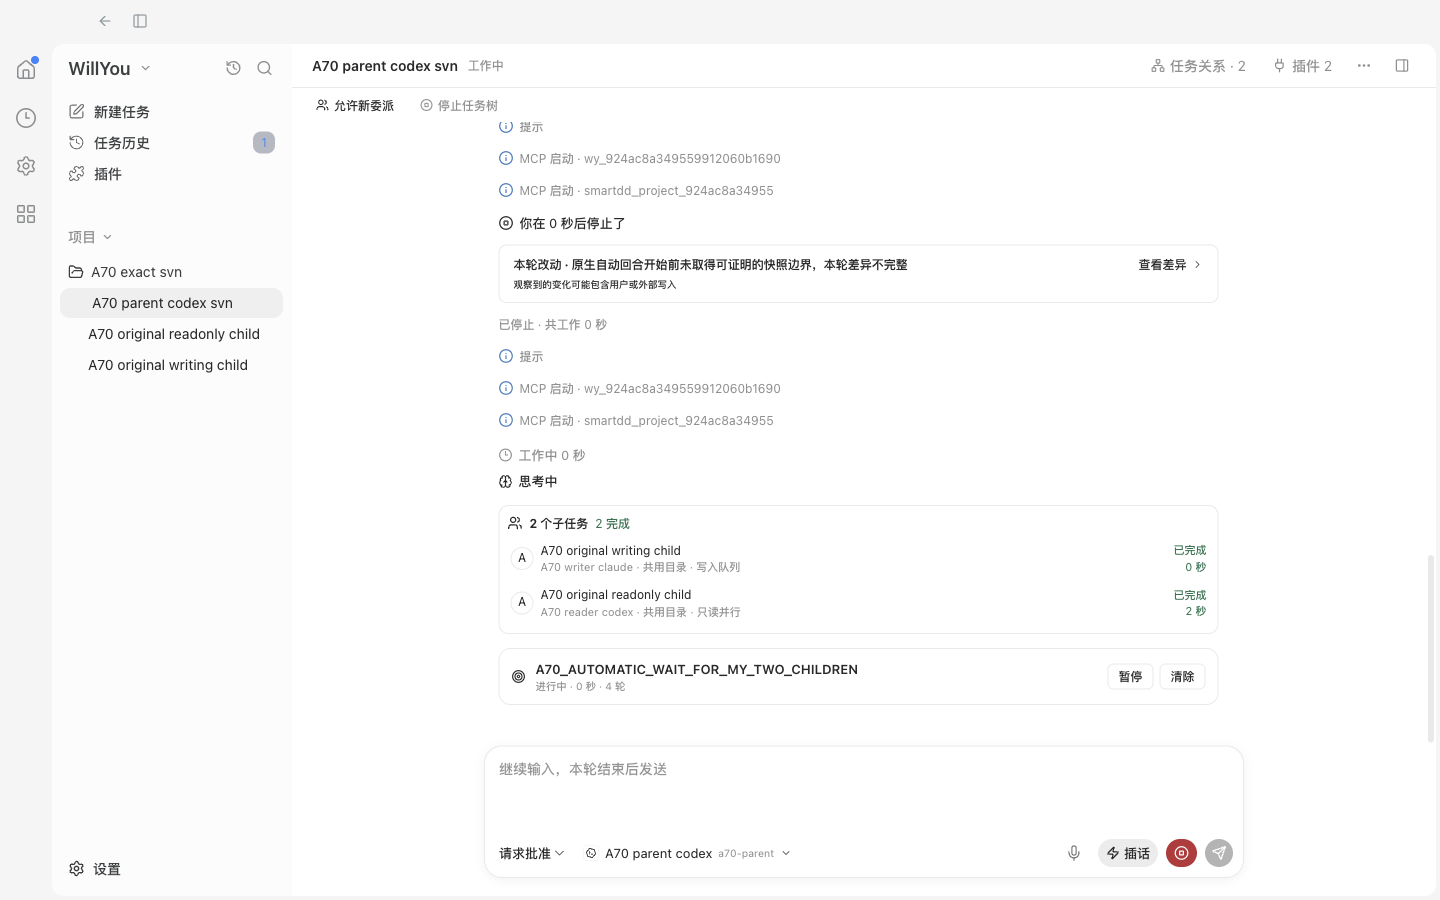 WillYou
新建任务
任务历史
1
插件
项目
A70 exact svn
A70 parent codex svn
A70 original readonly child
A70 original writing child
设置
A70 parent codex svn 工作中
任务关系 · 2
插件 2
允许新委派
停止任务树
提示
MCP 启动 · wy_924ac8a349559912060b1690
MCP 启动 · smartdd_project_924ac8a34955
你在 0 秒后停止了
本轮改动 · 原生自动回合开始前未取得可证明的快照边界，本轮差异不完整
查看差异
观察到的变化可能包含用户或外部写入
已停止 · 共工作 0 秒
提示
MCP 启动 · wy_924ac8a349559912060b1690
MCP 启动 · smartdd_project_924ac8a34955
工作中 0 秒
思考中
2 个子任务 2 完成
A
A70 original writing child
已完成
A70 writer claude · 共用目录 · 写入队列
0 秒
A
A70 original readonly child
已完成
A70 reader codex · 共用目录 · 只读并行
2 秒
A70_AUTOMATIC_WAIT_FOR_MY_TWO_CHILDREN
进行中 · 0 秒 · 4 轮
暂停
清除
继续输入，本轮结束后发送
请求批准
A70 parent codex a70-parent
插话